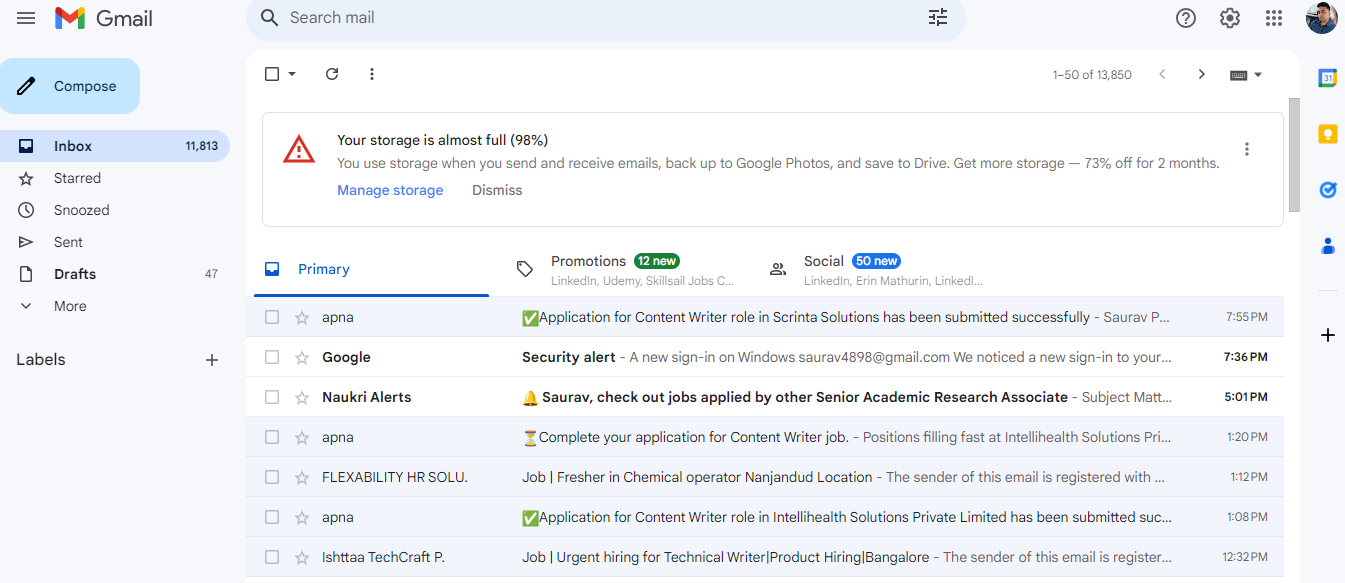 Gmail
Search mail
Compose
1–50 of 13,850
31
Inbox 11,813
Starred
Snoozed
Sent
Drafts 47
More
Labels
Your storage is almost full (98%)
You use storage when you send and receive emails, back up to Google Photos, and save to Drive. Get more storage — 73% off for 2 months.
Manage storage Dismiss
Primary
Promotions 12 new
LinkedIn, Udemy, Skillsail Jobs C...
Social 50 new
LinkedIn, Erin Mathurin, LinkedI...
apna ✅Application for Content Writer role in Scrinta Solutions has been submitted successfully - Saurav P... 7:55 PM
Google Security alert - A new sign-in on Windows saurav4898@gmail.com We noticed a new sign-in to your... 7:36 PM
Naukri Alerts 🔔 Saurav, check out jobs applied by other Senior Academic Research Associate - Subject Matt... 5:01 PM
apna ⏳Complete your application for Content Writer job. - Positions filling fast at Intellihealth Solutions Pri... 1:20 PM
FLEXABILITY HR SOLU. Job | Fresher in Chemical operator Nanjandud Location - The sender of this email is registered with ... 1:12 PM
apna ✅Application for Content Writer role in Intellihealth Solutions Private Limited has been submitted suc... 1:08 PM
Ishttaa TechCraft P. Job | Urgent hiring for Technical Writer|Product Hiring|Bangalore - The sender of this email is register... 12:32 PM